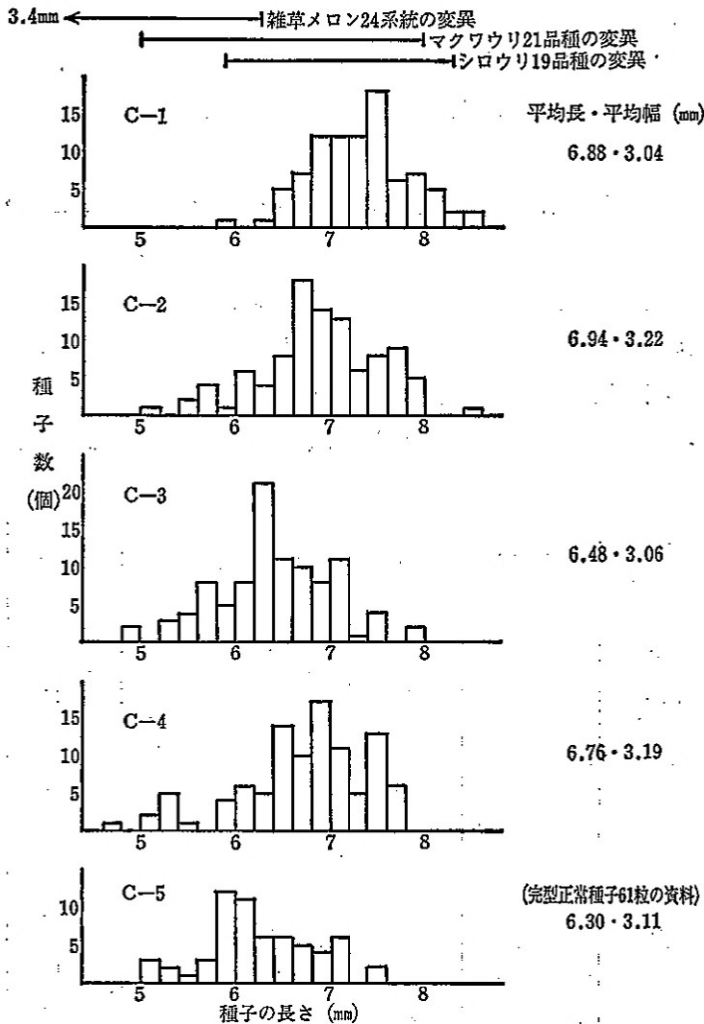 3.4mm 雑草メロン24系統の変異
マクワウリ21品種の変異
シロウリ19品種の変異
C—1
平均長・平均幅 (mm)
6.88・3.04
15
10
5
5 6 7 8
C—2
6.94・3.22
15
10
5
5 6 7 8
種子数(個)
C—3
6.48・3.06
20
15
10
5
5 6 7 8
C—4
6.76・3.19
15
10
5
5 6 7 8
C—5
(完型正常種子61粒の資料)
6.30・3.11
10
5
5 6 7 8
種子の長さ (mm)